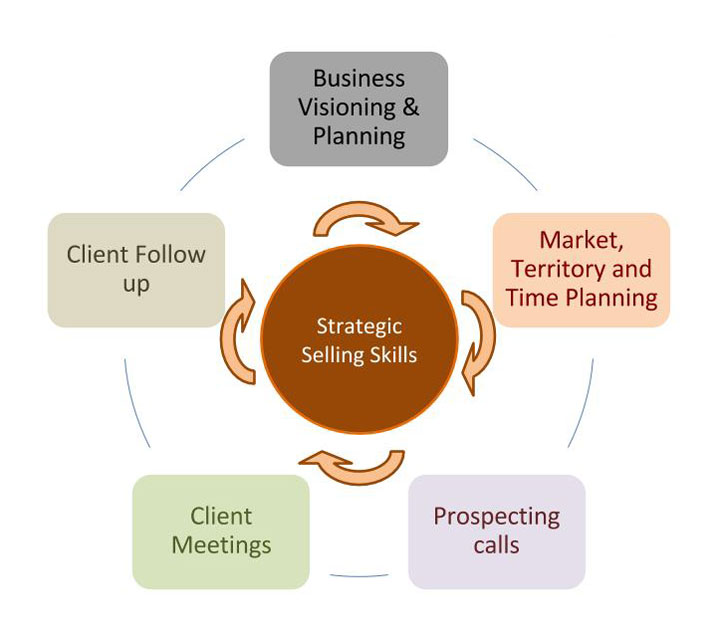 Business
Visioning &
Planning
Client Follow
up
Market,
Territory and
Time Planning
Strategic
Selling Skills
Client
Meetings
Prospecting
calls